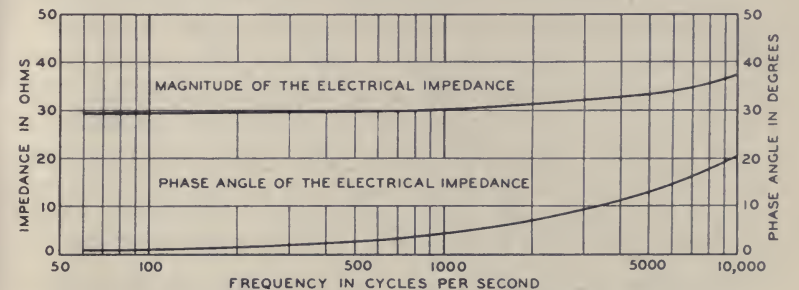 50
40
30
20
10
0
IMPEDANCE IN OHMS
MAGNITUDE OF THE ELECTRICAL IMPEDANCE
PHASE ANGLE OF THE ELECTRICAL IMPEDANCE
50
40
30
20
10
0
PHASE ANGLE IN DEGREES
50 100 500 1000 5000 10,000
FREQUENCY IN CYCLES PER SECOND